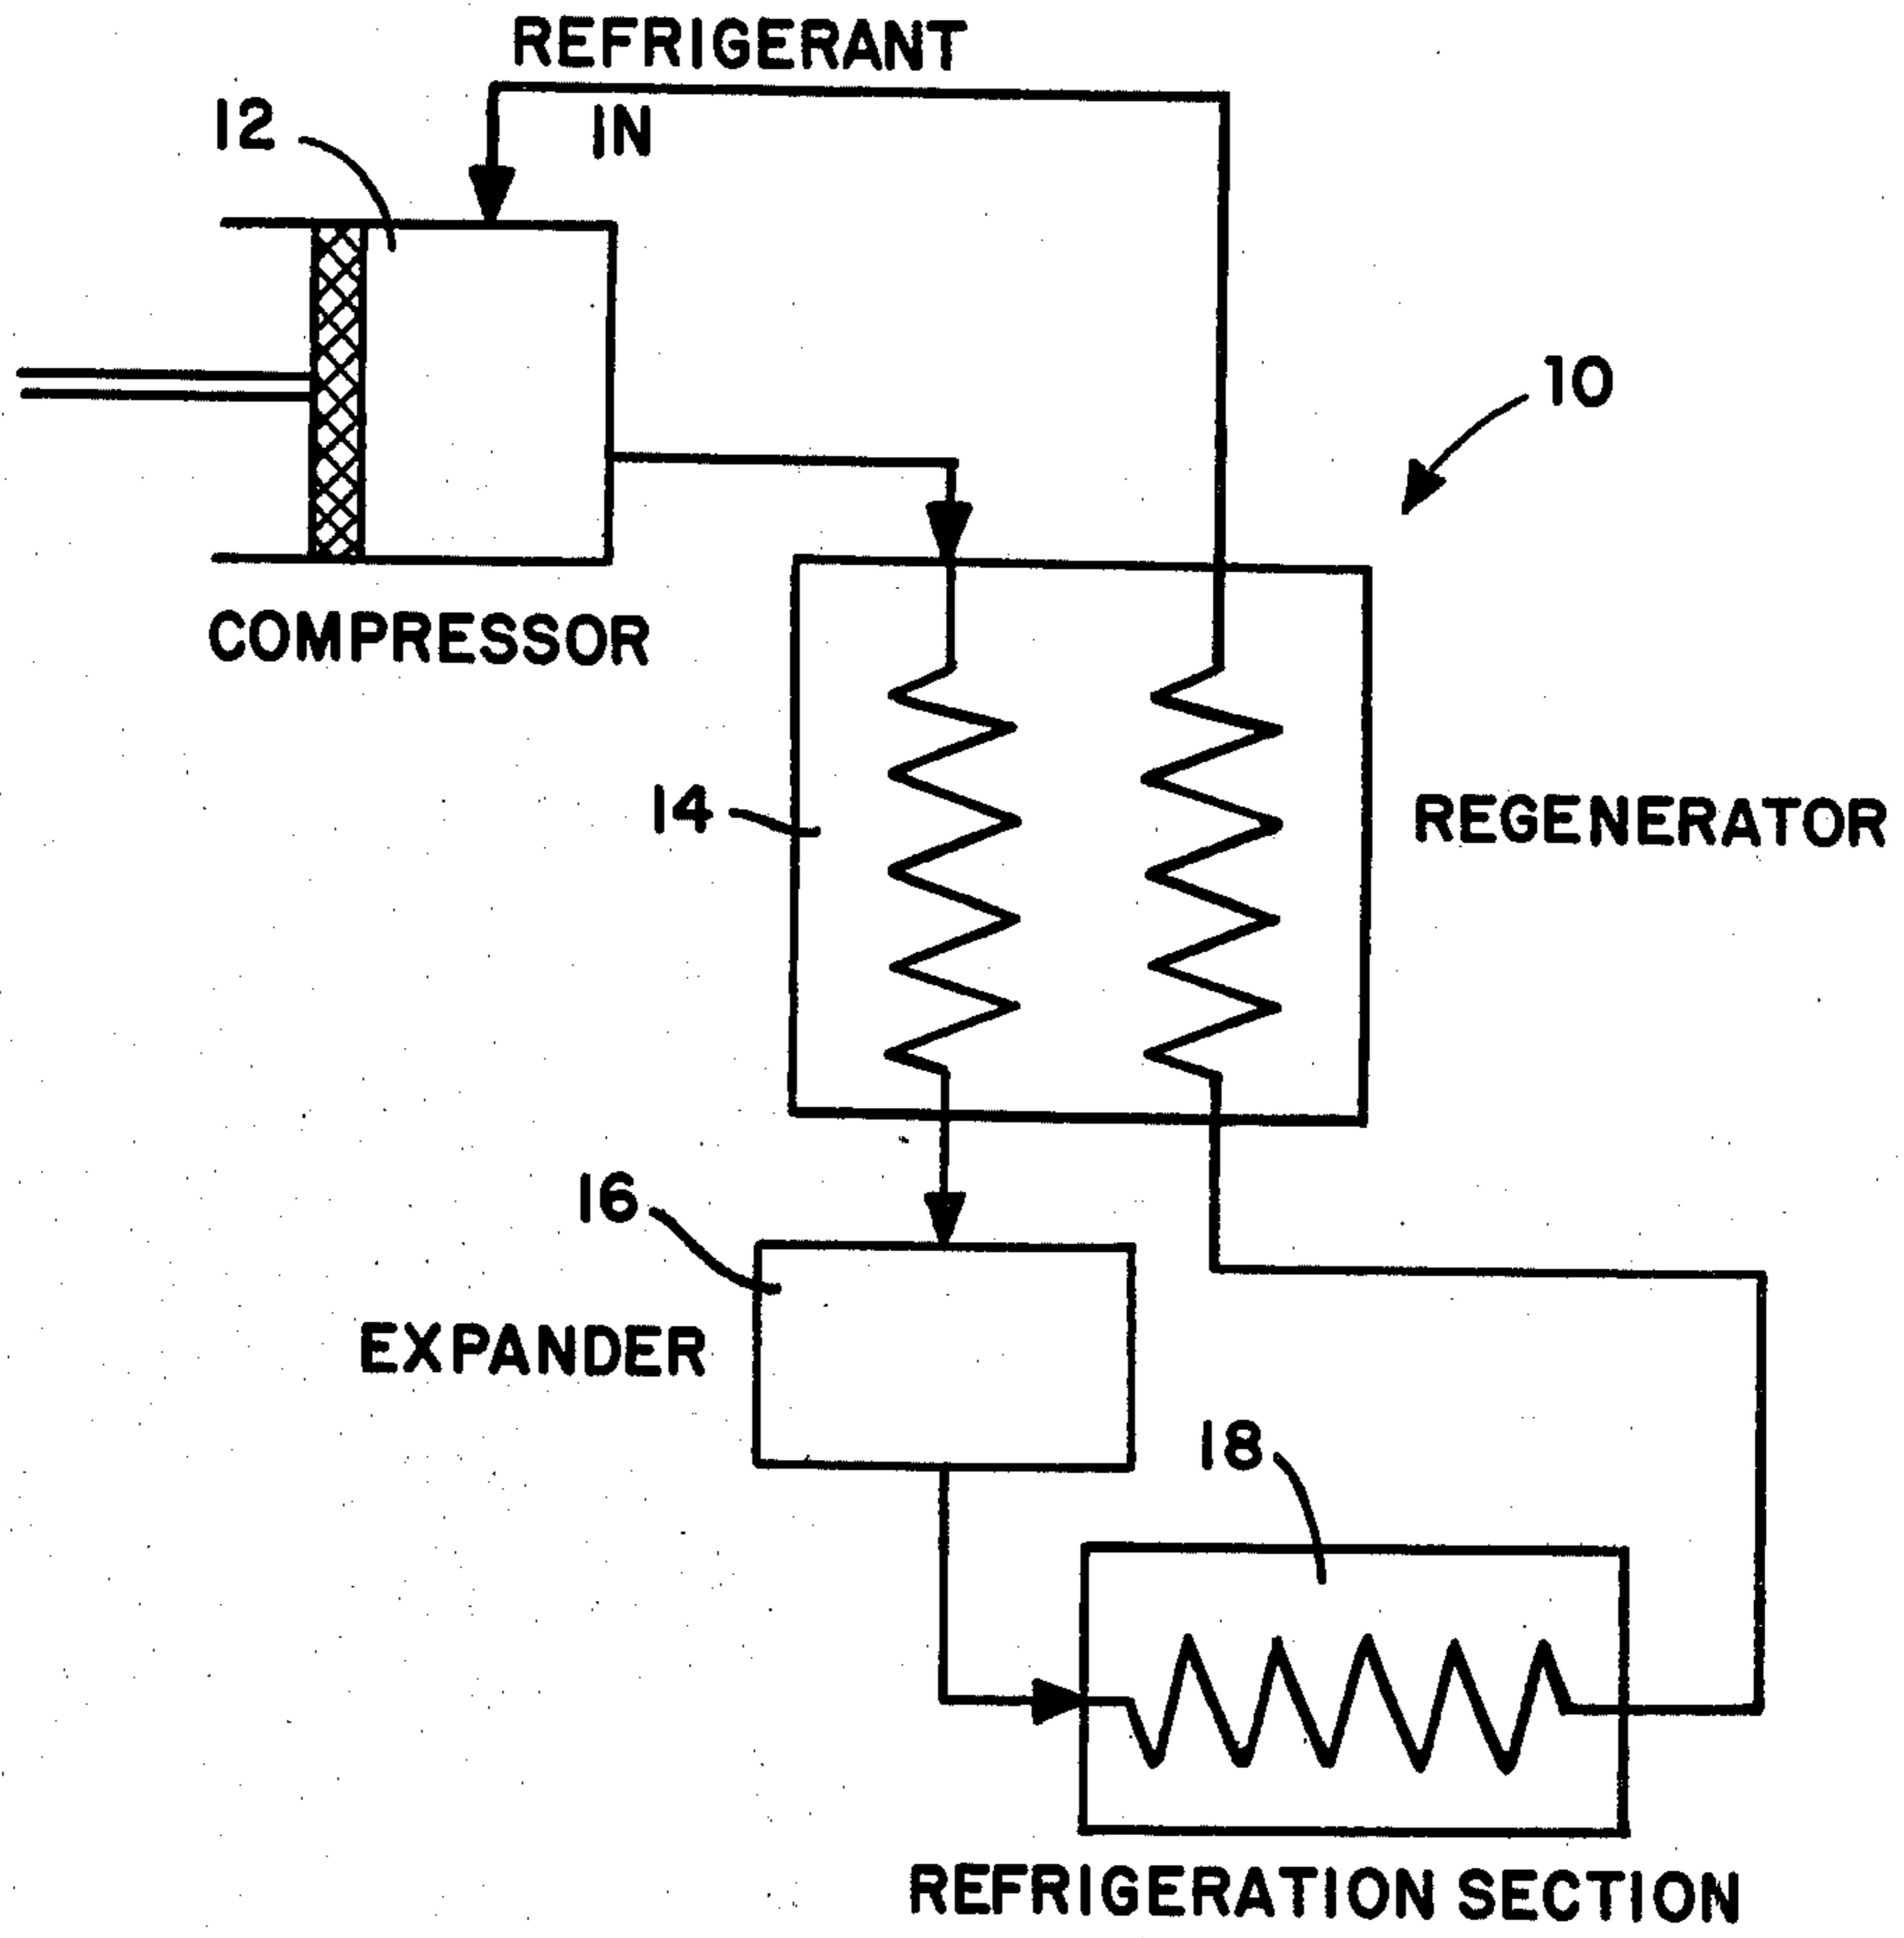 REFRIGERANT
IN
12
10
COMPRESSOR
14
REGENERATOR
16
EXPANDER
18
REFRIGERATION SECTION